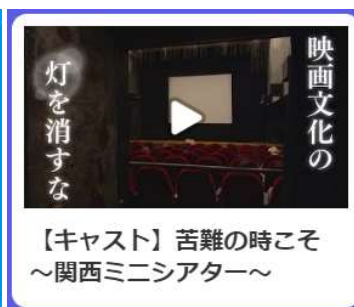 映画文化の
灯を消すな
【キャスト】苦難の時こそ
～関西ミニシアター～